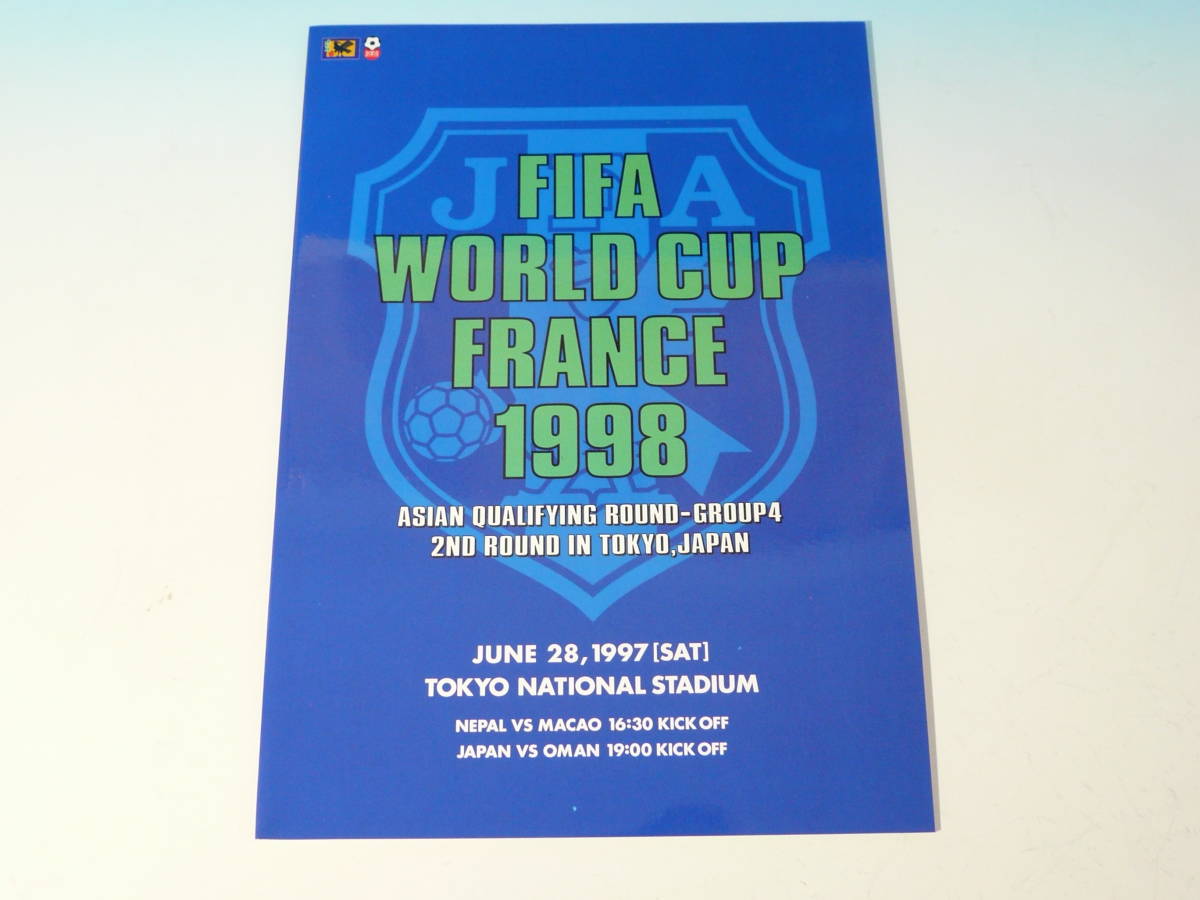 JFA
FIFA
WORLD CUP
FRANCE
1998
ASIAN QUALIFYING ROUND-GROUP4
2ND ROUND IN TOKYO,JAPAN
JUNE 28,1997[SAT]
TOKYO NATIONAL STADIUM
NEPAL VS MACAO 16:30 KICK OFF
JAPAN VS OMAN 19:00 KICK OFF